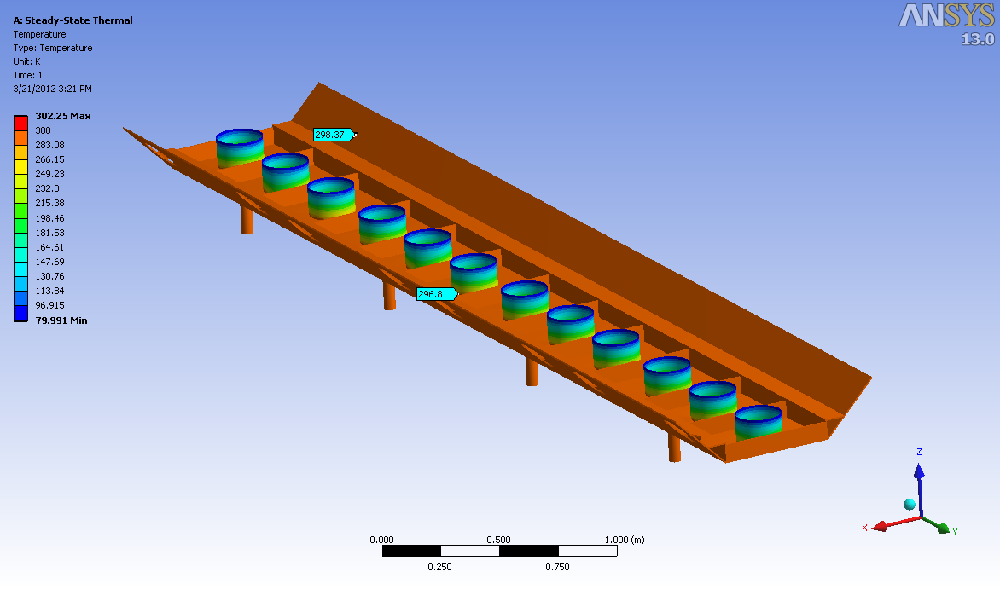 A: Steady-State Thermal
Temperature
Type: Temperature
Unit: K
Time: 1
3/21/2012 3:21 PM
ANSYS
13.0
302.25 Max
300
283.08
266.15
249.23
232.3
215.38
198.46
181.53
164.61
147.69
130.76
113.84
96.915
79.991 Min
298.37
296.81
0.000
0.500
1.000 (m)
0.250
0.750
Z
X
Y